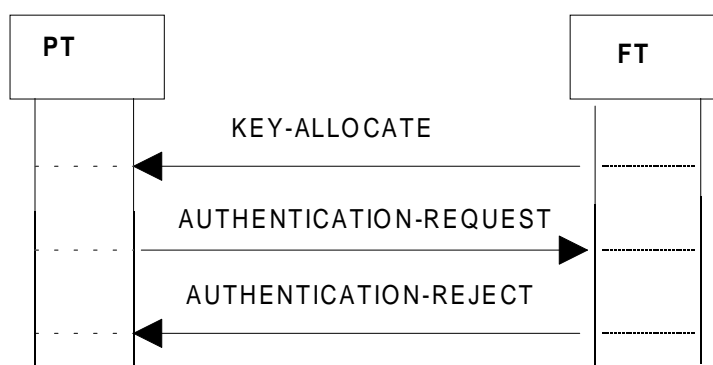 PT
FT
KEY-ALLOCATE
AUTHENTICATION-REQUEST
AUTHENTICATION-REJECT